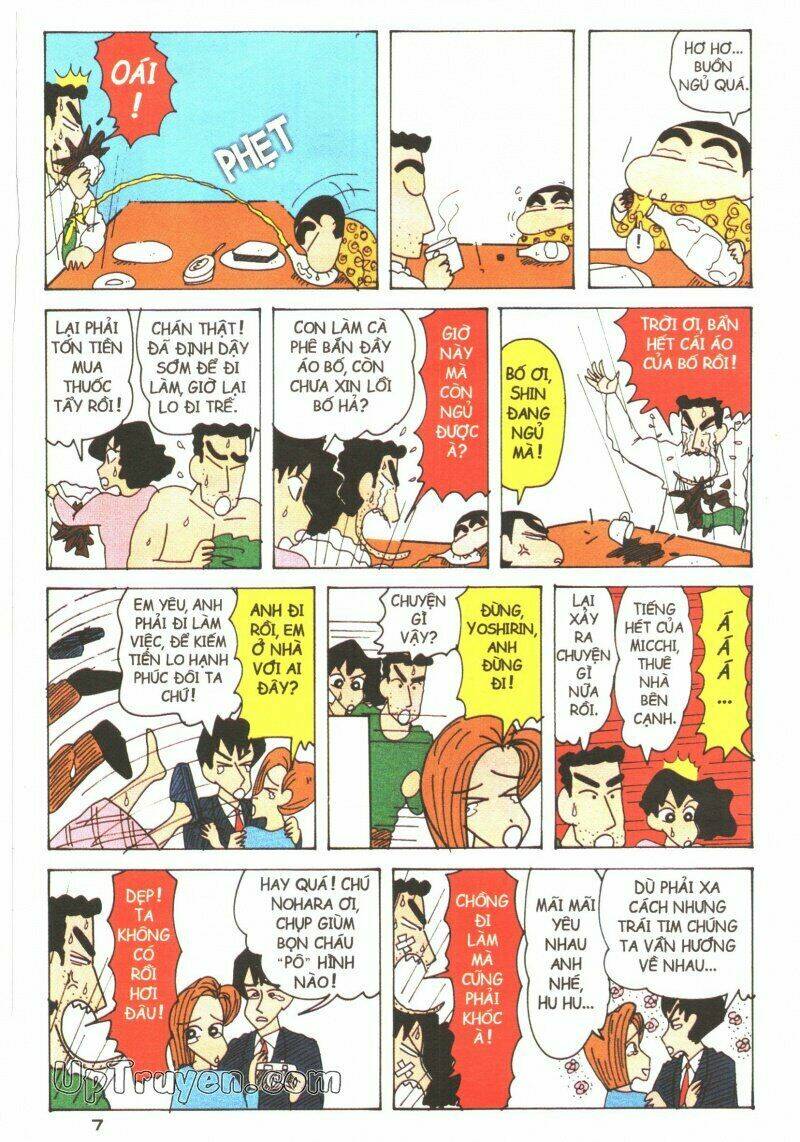 HƠ HƠ...
BUỒN
NGỦ QUÁ.
!
PHẸT
OÁI
!
TRỜI ƠI, BẨN
HẾT CÁI ÁO
CỦA BỐ RỒI!
BỐ ƠI,
SHIN
ĐANG
NGỦ
MÀ!
GIỜ
NÀY
MÀ
CÒN
NGỦ
ĐƯỢC
À?
CON LÀM CÀ
PHÊ BẮN ĐẦY
ÁO BỐ, CÒN
CHƯA XIN LỖI
BỐ HẢ?
CHÁN THẬT!
ĐÃ ĐỊNH DẬY
SỚM ĐỂ ĐI
LÀM, GIỜ LẠI
LO ĐI TRỄ.
LẠI PHẢI
TỐN TIỀN
MUA
THUỐC
TẨY RỒI!
Á
Á
Á...
TIẾNG
HÉT CỦA
MICCHI,
THUÊ
NHÀ
BÊN
CẠNH.
LẠI
XẢY
RA
CHUYỆN
GÌ
NỮA
RỒI.
ĐỪNG,
YOSHIRIN,
ANH
ĐỪNG
ĐI!
CHUYỆN
GÌ
VẬY?
ANH ĐI
RỒI, EM
Ở NHÀ
VỚI AI
ĐÂY?
EM YÊU, ANH
PHẢI ĐI LÀM
VIỆC, ĐỂ KIẾM
TIỀN LO HẠNH
PHÚC ĐÔI TA
CHỨ!
DÙ PHẢI XA
CÁCH NHƯNG
TRÁI TIM CHÚNG
TA VẪN HƯỚNG
VỀ NHAU...
MÃI MÃI
YÊU
NHAU
ANH
NHÉ,
HU HU...
CHỒNG
ĐI
LÀM
MÀ
CŨNG
PHẢI
KHÓC
À!
HAY QUÁ! CHÚ
NOHARA ƠI,
CHỤP GIÙM
BỌN CHÁU
"PÔ" HÌNH
NÀO!
DẸP!
TA
KHÔNG
CÓ
RỖI
HƠI
ĐÂU!
UpTruyen.com
7